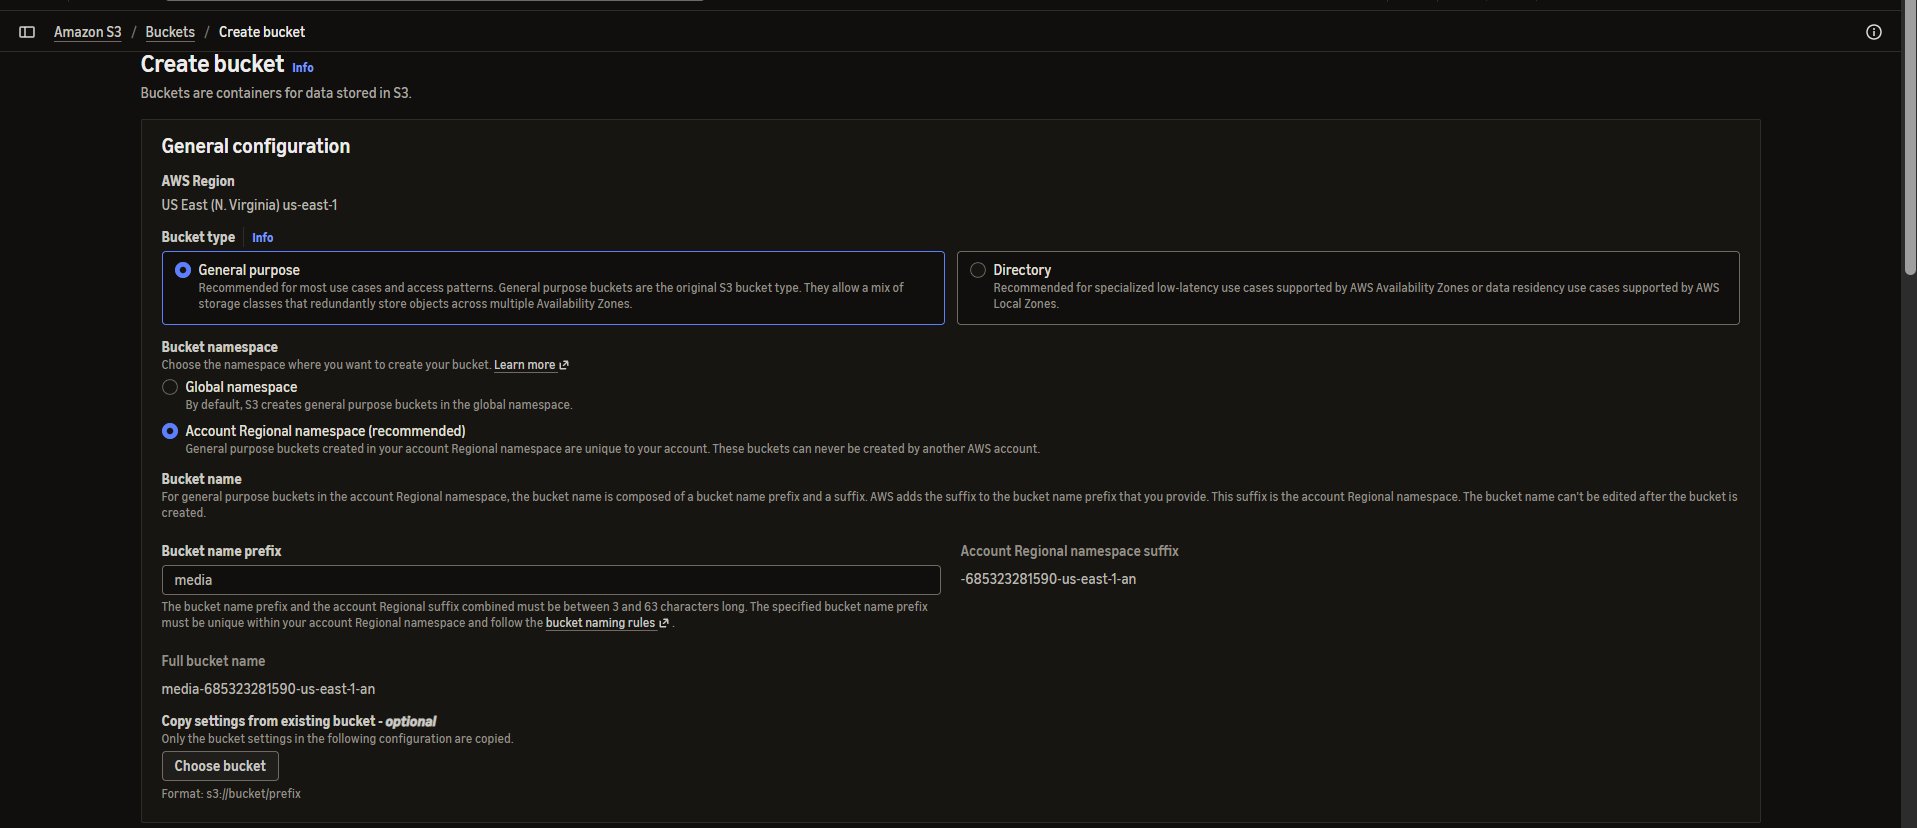 Amazon S3 / Buckets / Create bucket
Create bucket Info
Buckets are containers for data stored in S3.
General configuration
AWS Region
US East (N. Virginia) us-east-1
Bucket type Info
General purpose
Recommended for most use cases and access patterns. General purpose buckets are the original S3 bucket type. They allow a mix of
storage classes that redundantly store objects across multiple Availability Zones.
Directory
Recommended for specialized low-latency use cases supported by AWS Availability Zones or data residency use cases supported by AWS
Local Zones.
Bucket namespace
Choose the namespace where you want to create your bucket. Learn more
Global namespace
By default, S3 creates general purpose buckets in the global namespace.
Account Regional namespace (recommended)
General purpose buckets created in your account Regional namespace are unique to your account. These buckets can never be created by another AWS account.
Bucket name
For general purpose buckets in the account Regional namespace, the bucket name is composed of a bucket name prefix and a suffix. AWS adds the suffix to the bucket name prefix that you provide. This suffix is the account Regional namespace. The bucket name can't be edited after the bucket is
created.
Bucket name prefix
media
The bucket name prefix and the account Regional suffix combined must be between 3 and 63 characters long. The specified bucket name prefix
must be unique within your account Regional namespace and follow the bucket naming rules .
Account Regional namespace suffix
-685323281590-us-east-1-an
Full bucket name
media-685323281590-us-east-1-an
Copy settings from existing bucket - optional
Only the bucket settings in the following configuration are copied.
Choose bucket
Format: s3://bucket/prefix